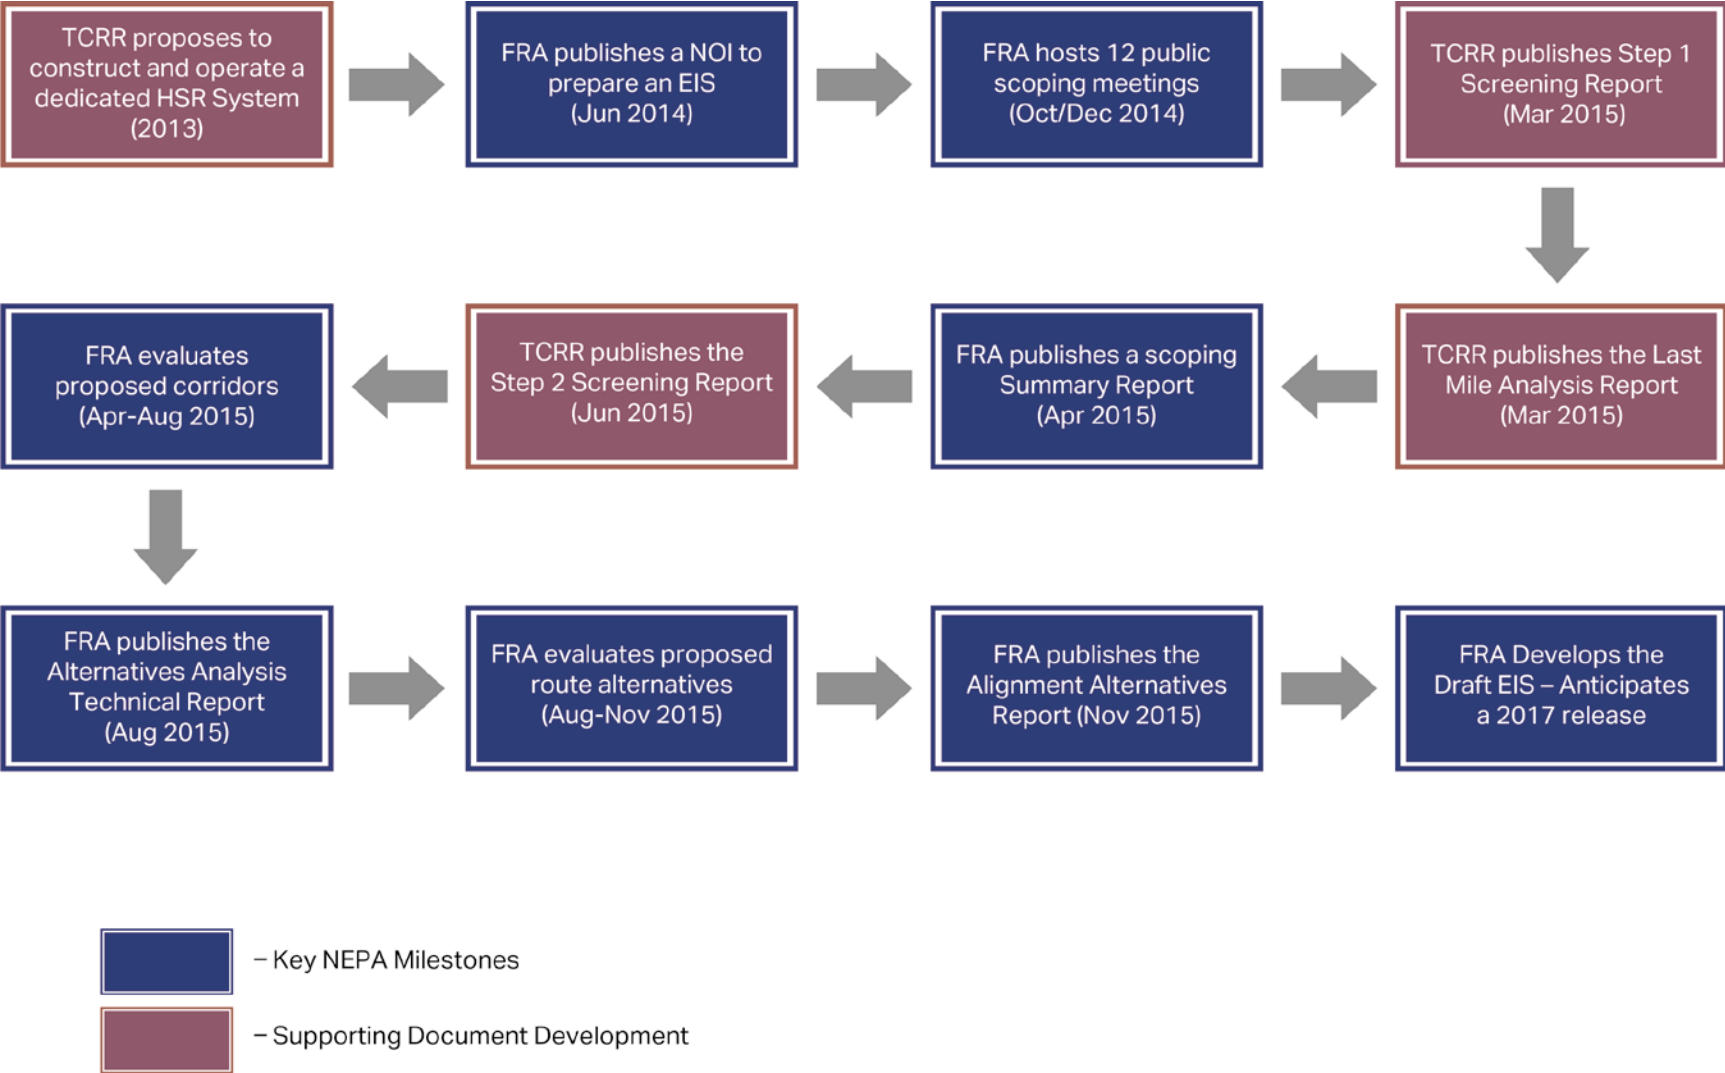 TCRR proposes to
construct and operate a
dedicated HSR System
(2013)
FRA publishes a NOI to
prepare an EIS
(Jun 2014)
FRA hosts 12 public
scoping meetings
(Oct/Dec 2014)
TCRR publishes Step 1
Screening Report
(Mar 2015)
TCRR publishes the Last
Mile Analysis Report
(Mar 2015)
FRA publishes a scoping
Summary Report
(Apr 2015)
TCRR publishes the
Step 2 Screening Report
(Jun 2015)
FRA evaluates
proposed corridors
(Apr-Aug 2015)
FRA publishes the
Alternatives Analysis
Technical Report
(Aug 2015)
FRA evaluates proposed
route alternatives
(Aug-Nov 2015)
FRA publishes the
Alignment Alternatives
Report (Nov 2015)
FRA Develops the
Draft EIS – Anticipates
a 2017 release
– Key NEPA Milestones
– Supporting Document Development